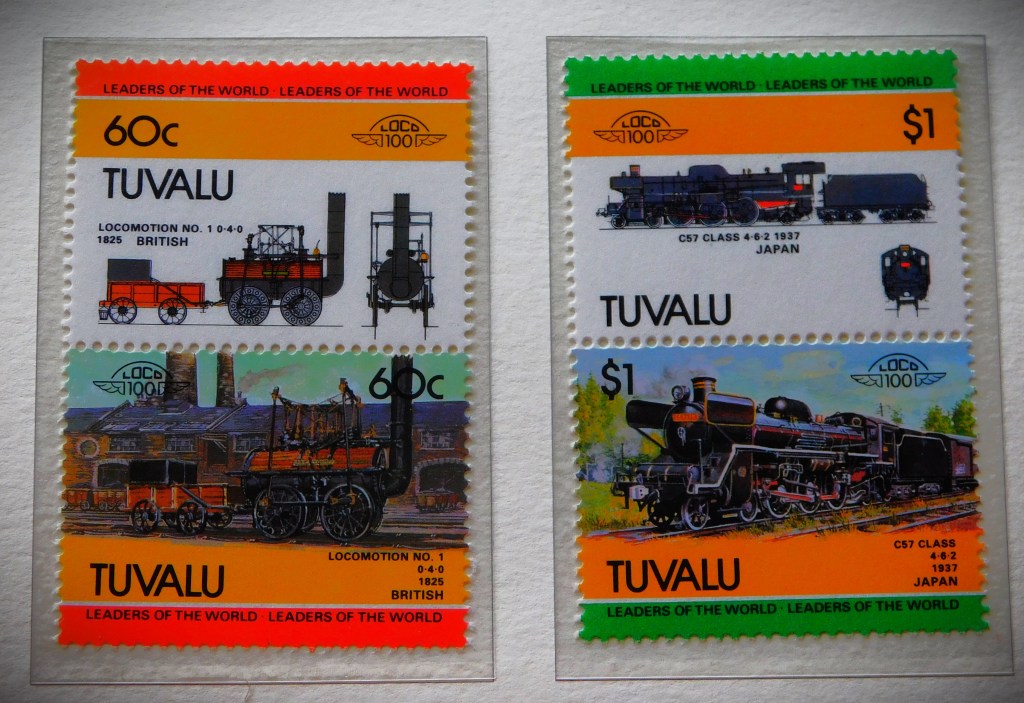 LEADERS OF THE WORLD · LEADERS OF THE WORLD
60c
LOCO
100
TUVALU
LOCOMOTION NO. 1 0·4·0
1825 BRITISH
LOCO
100
60c
LOCOMOTION NO. 1
0·4·0
1825
BRITISH
TUVALU
LEADERS OF THE WORLD · LEADERS OF THE WORLD
LEADERS OF THE WORLD · LEADERS OF THE WORLD
LOCO
100
$1
C57 CLASS 4·6·2 1937
JAPAN
TUVALU
$1
LOCO
100
C57 CLASS
4·6·2
1937
JAPAN
TUVALU
LEADERS OF THE WORLD · LEADERS OF THE WORLD